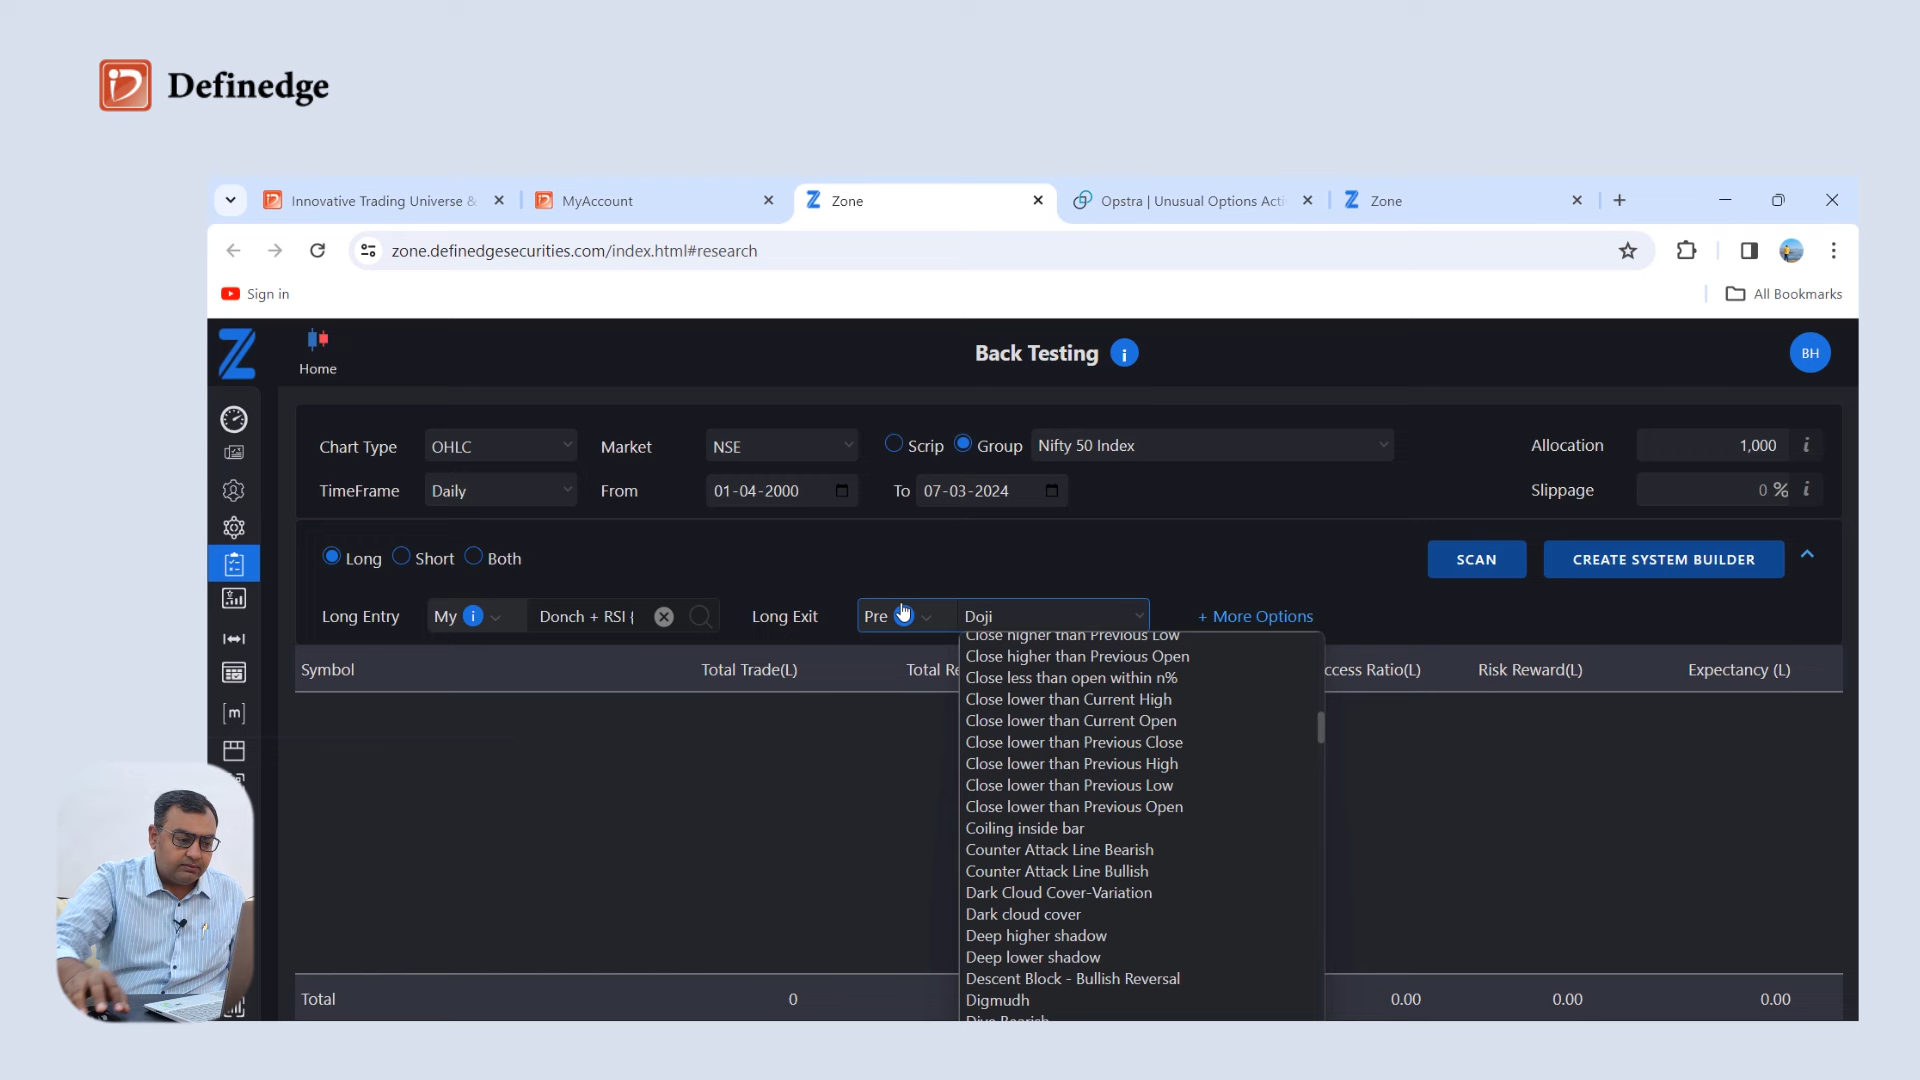 Definedge
Innovative Trading Universe &
MyAccount
Zone
Opstra | Unusual Options Acti
Zone
zone.definedgesecurities.com/index.html#research
Sign in
All Bookmarks
Home
Back Testing
BH
Chart Type OHLC Market NSE Scrip Group Nifty 50 Index Allocation 1,000
TimeFrame Daily From 01-04-2000 To 07-03-2024 Slippage 0 %
Long Short Both SCAN CREATE SYSTEM BUILDER
Long Entry My Donch + RSI Long Exit Pre Doji + More Options
Symbol Total Trade(L) Total Re ccess Ratio(L) Risk Reward(L) Expectancy (L)
Close higher than Previous Low
Close higher than Previous Open
Close less than open within n%
Close lower than Current High
Close lower than Current Open
Close lower than Previous Close
Close lower than Previous High
Close lower than Previous Low
Close lower than Previous Open
Coiling inside bar
Counter Attack Line Bearish
Counter Attack Line Bullish
Dark Cloud Cover-Variation
Dark cloud cover
Deep higher shadow
Deep lower shadow
Descent Block - Bullish Reversal
Digmudh
Dive Bearish
Total 0 0.00 0.00 0.00